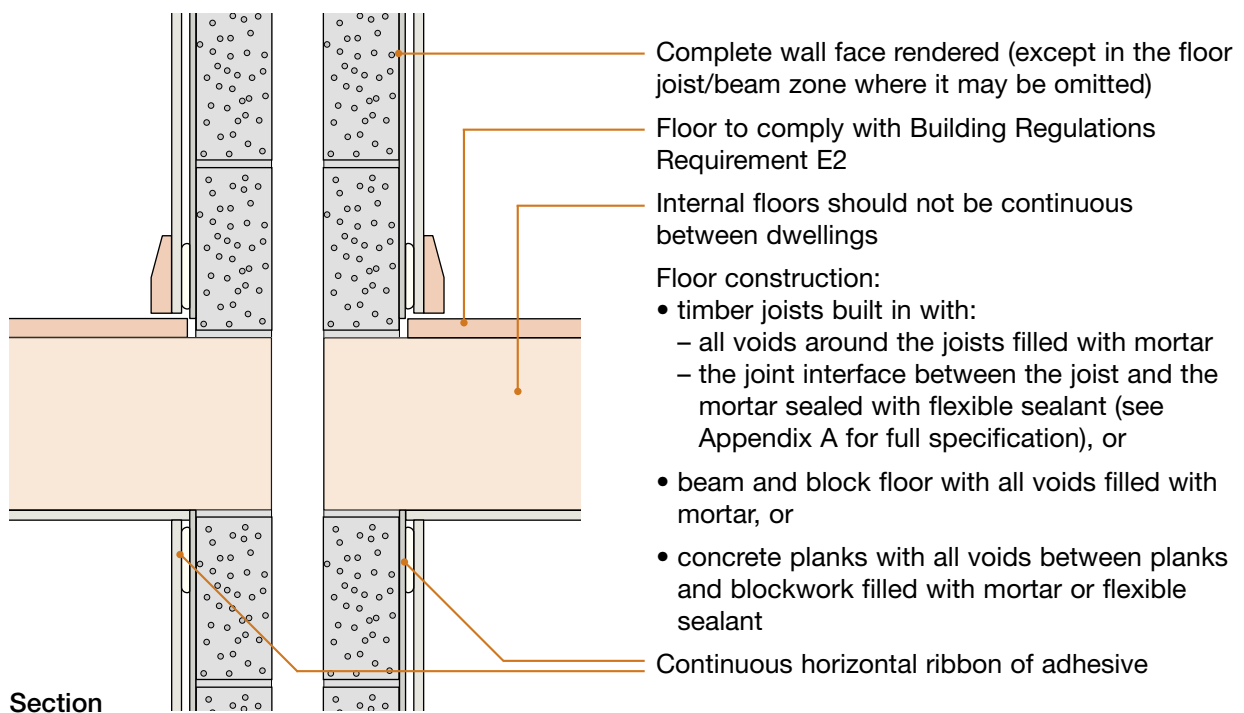 Complete wall face rendered (except in the floor
joist/beam zone where it may be omitted)
Floor to comply with Building Regulations
Requirement E2
Internal floors should not be continuous
between dwellings
Floor construction:
• timber joists built in with:
– all voids around the joists filled with mortar
– the joint interface between the joist and the
mortar sealed with flexible sealant (see
Appendix A for full specification), or
• beam and block floor with all voids filled with
mortar, or
• concrete planks with all voids between planks
and blockwork filled with mortar or flexible
sealant
Continuous horizontal ribbon of adhesive
Section